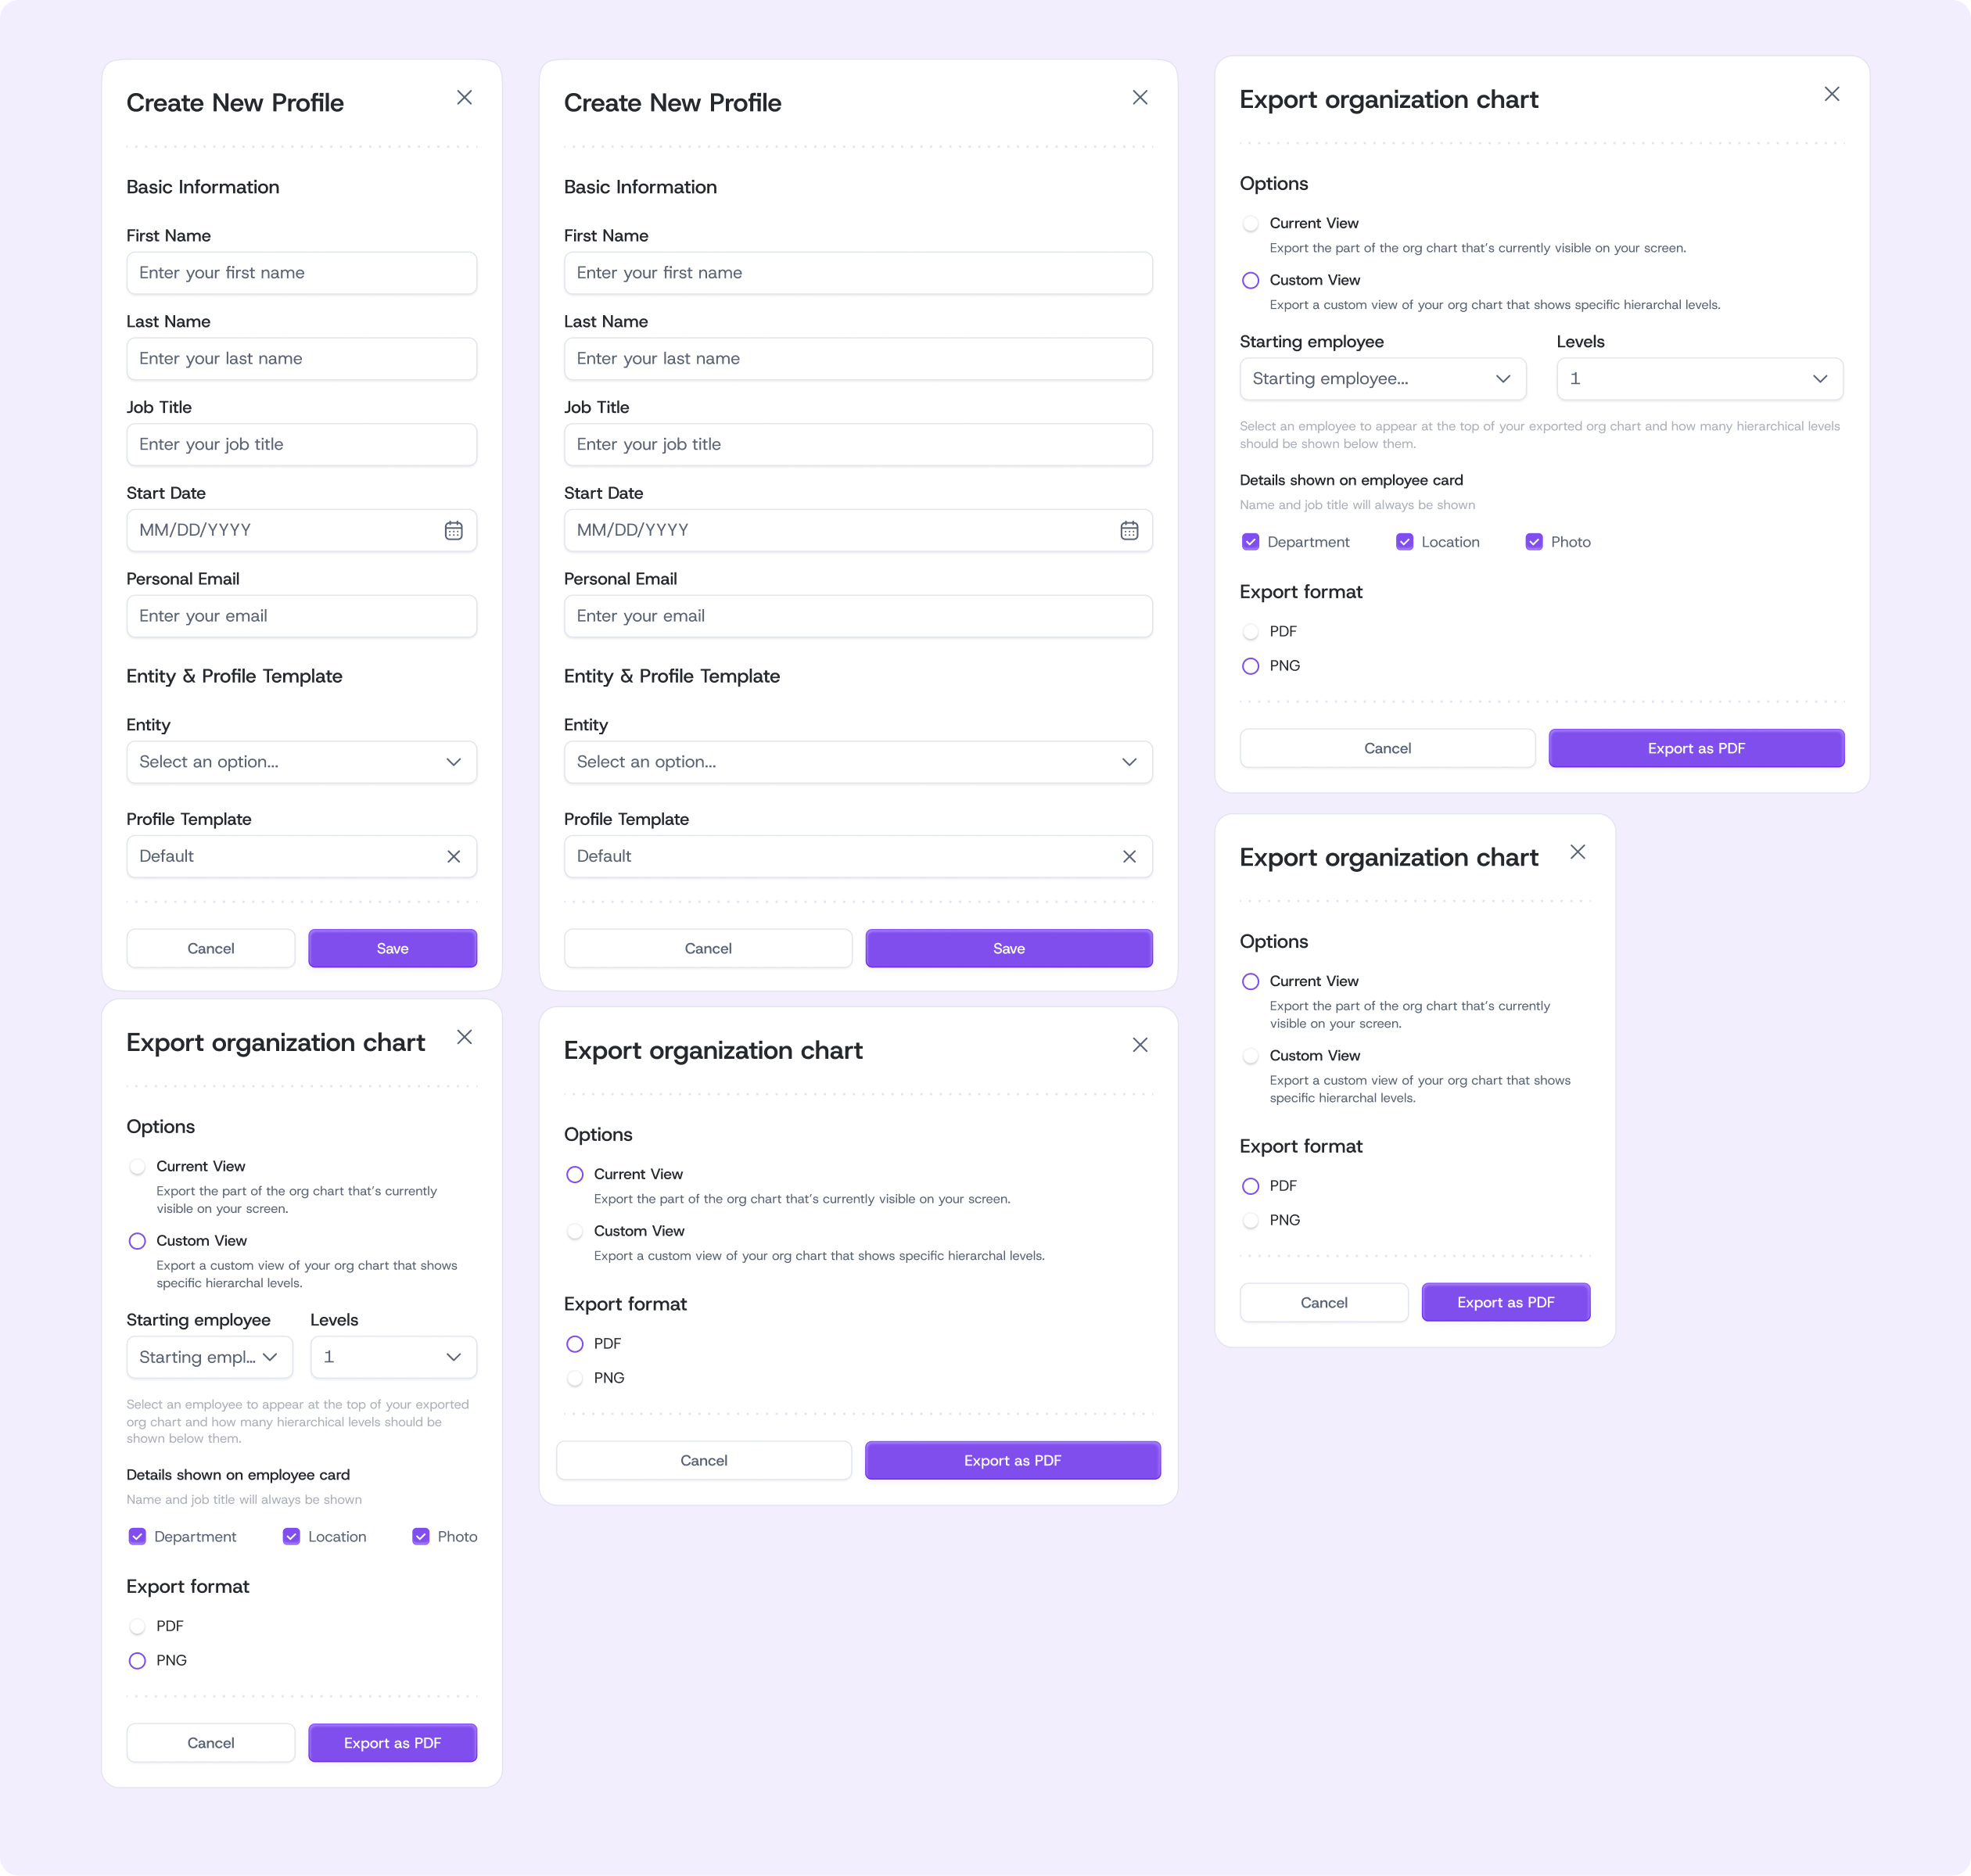 Create New Profile
Basic Information
First Name
Enter your first name
Last Name
Enter your last name
Job Title
Enter your job title
Start Date
MM/DD/YYYY
Personal Email
Enter your email
Entity & Profile Template
Entity
Select an option...
Profile Template
Default
Cancel
Save
Create New Profile
Basic Information
First Name
Enter your first name
Last Name
Enter your last name
Job Title
Enter your job title
Start Date
MM/DD/YYYY
Personal Email
Enter your email
Entity & Profile Template
Entity
Select an option...
Profile Template
Default
Cancel
Save
Export organization chart
Options
Current View
Export the part of the org chart that’s currently visible on your screen.
Custom View
Export a custom view of your org chart that shows specific hierarchal levels.
Starting employee
Levels
Starting employee...
1
Select an employee to appear at the top of your exported org chart and how many hierarchical levels
should be shown below them.
Details shown on employee card
Name and job title will always be shown
Department
Location
Photo
Export format
PDF
PNG
Cancel
Export as PDF
Export organization chart
Options
Current View
Export the part of the org chart that’s currently
visible on your screen.
Custom View
Export a custom view of your org chart that shows
specific hierarchal levels.
Export format
PDF
PNG
Cancel
Export as PDF
Export organization chart
Options
Current View
Export the part of the org chart that’s currently
visible on your screen.
Custom View
Export a custom view of your org chart that shows
specific hierarchal levels.
Starting employee
Levels
Starting empl...
1
Select an employee to appear at the top of your exported
org chart and how many hierarchical levels should be
shown below them.
Details shown on employee card
Name and job title will always be shown
Department
Location
Photo
Export format
PDF
PNG
Cancel
Export as PDF
Export organization chart
Options
Current View
Export the part of the org chart that’s currently visible on your screen.
Custom View
Export a custom view of your org chart that shows specific hierarchal levels.
Export format
PDF
PNG
Cancel
Export as PDF